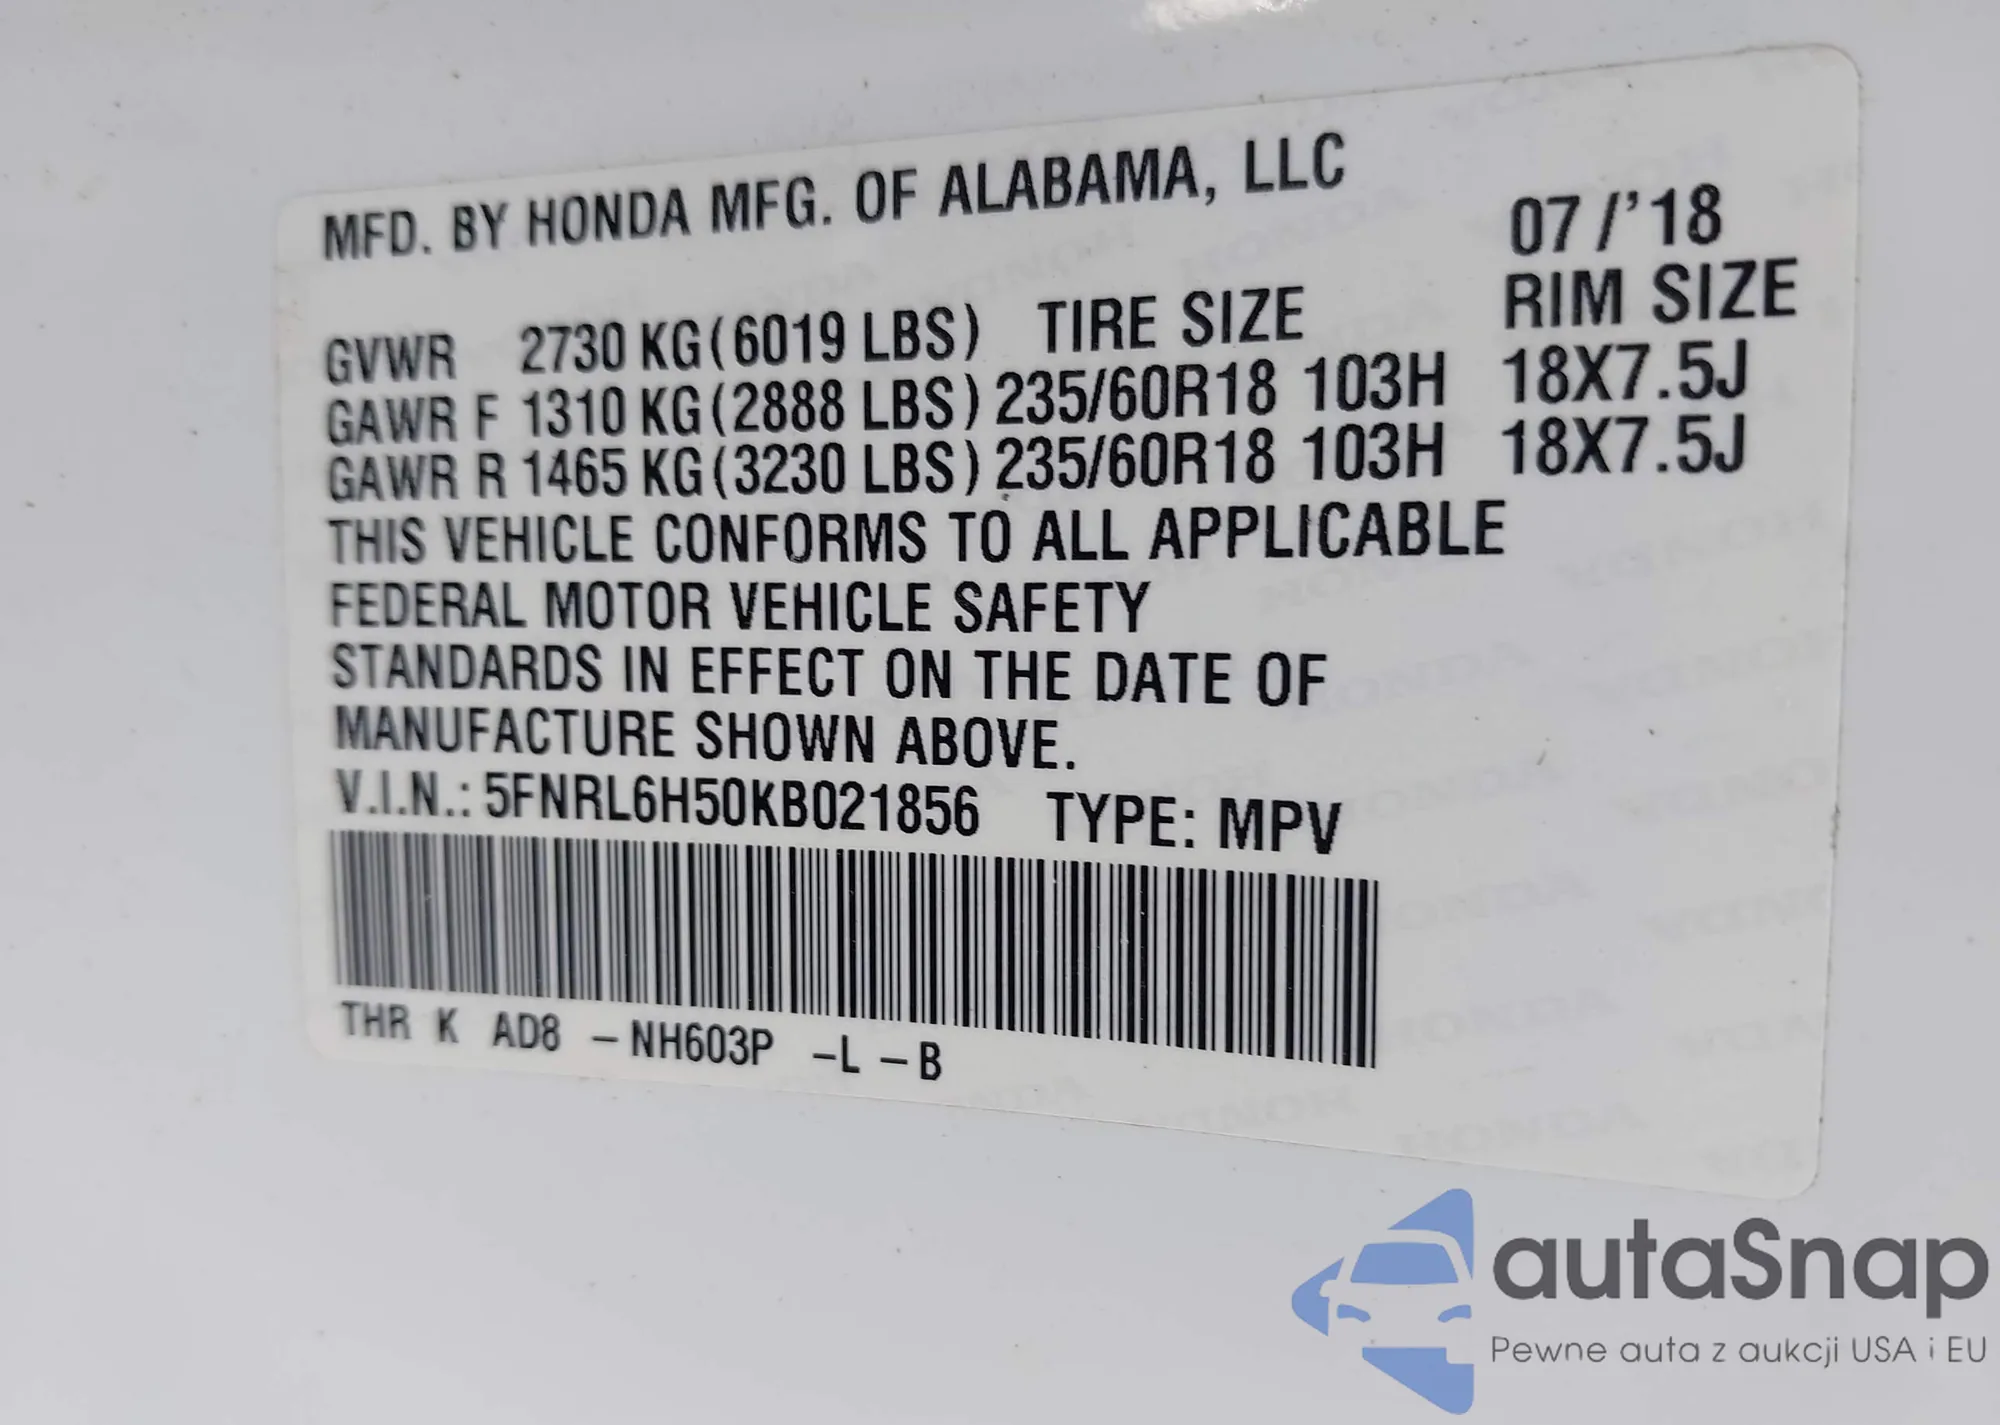 MFD. BY HONDA MFG. OF ALABAMA, LLC
07/'18
GVWR 2730 KG(6019 LBS) TIRE SIZE RIM SIZE
GAWR F 1310 KG(2888 LBS) 235/60R18 103H 18X7.5J
GAWR R 1465 KG(3230 LBS) 235/60R18 103H 18X7.5J
THIS VEHICLE CONFORMS TO ALL APPLICABLE
FEDERAL MOTOR VEHICLE SAFETY
STANDARDS IN EFFECT ON THE DATE OF
MANUFACTURE SHOWN ABOVE.
V.I.N.: 5FNRL6H50KB021856 TYPE: MPV
THR K AD8 –NH603P –L –B
autaSnap
Pewne auta z aukcji USA i EU